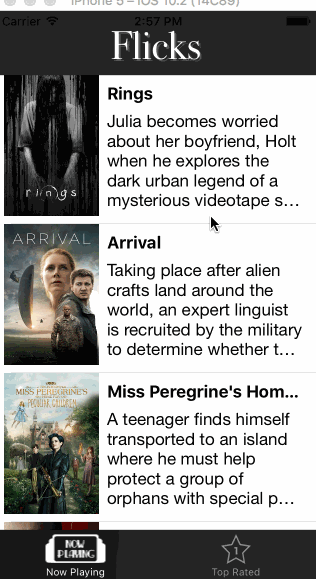 iPhone 5 – iOS 10.2 (14C89)
Carrier 2:57 PM
Flicks
rings
Rings
Julia becomes worried
about her boyfriend, Holt
when he explores the
dark urban legend of a
mysterious videotape s...
ARRIVAL
Arrival
Taking place after alien
crafts land around the
world, an expert linguist
is recruited by the military
to determine whether t...
MISS PEREGRINE'S
PECULIAR CHILDREN
Miss Peregrine's Hom...
A teenager finds himself
transported to an island
where he must help
protect a group of
orphans with special p...
NOW
PLAYING
Now Playing
1
Top Rated